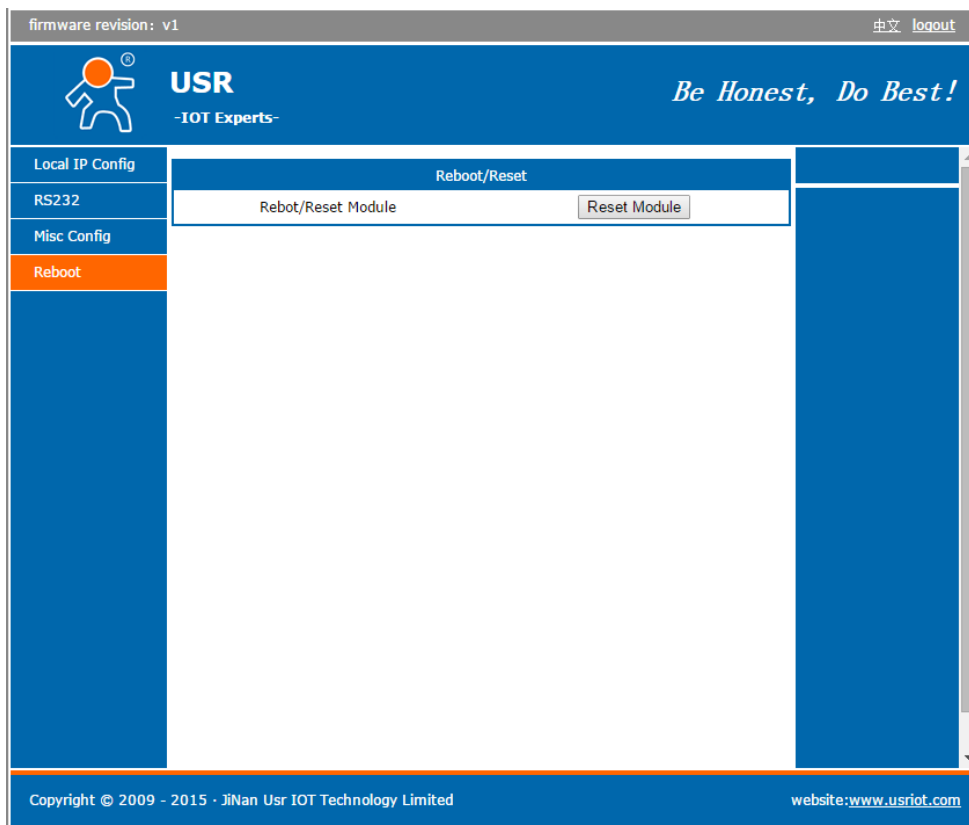 firmware revision: v1 中文 logout
®
USR
Be Honest, Do Best!
-IOT Experts-
Local IP Config
RS232
Misc Config
Reboot
Reboot/Reset
Rebot/Reset Module Reset Module
Copyright © 2009 - 2015 · JiNan Usr IOT Technology Limited website:www.usriot.com